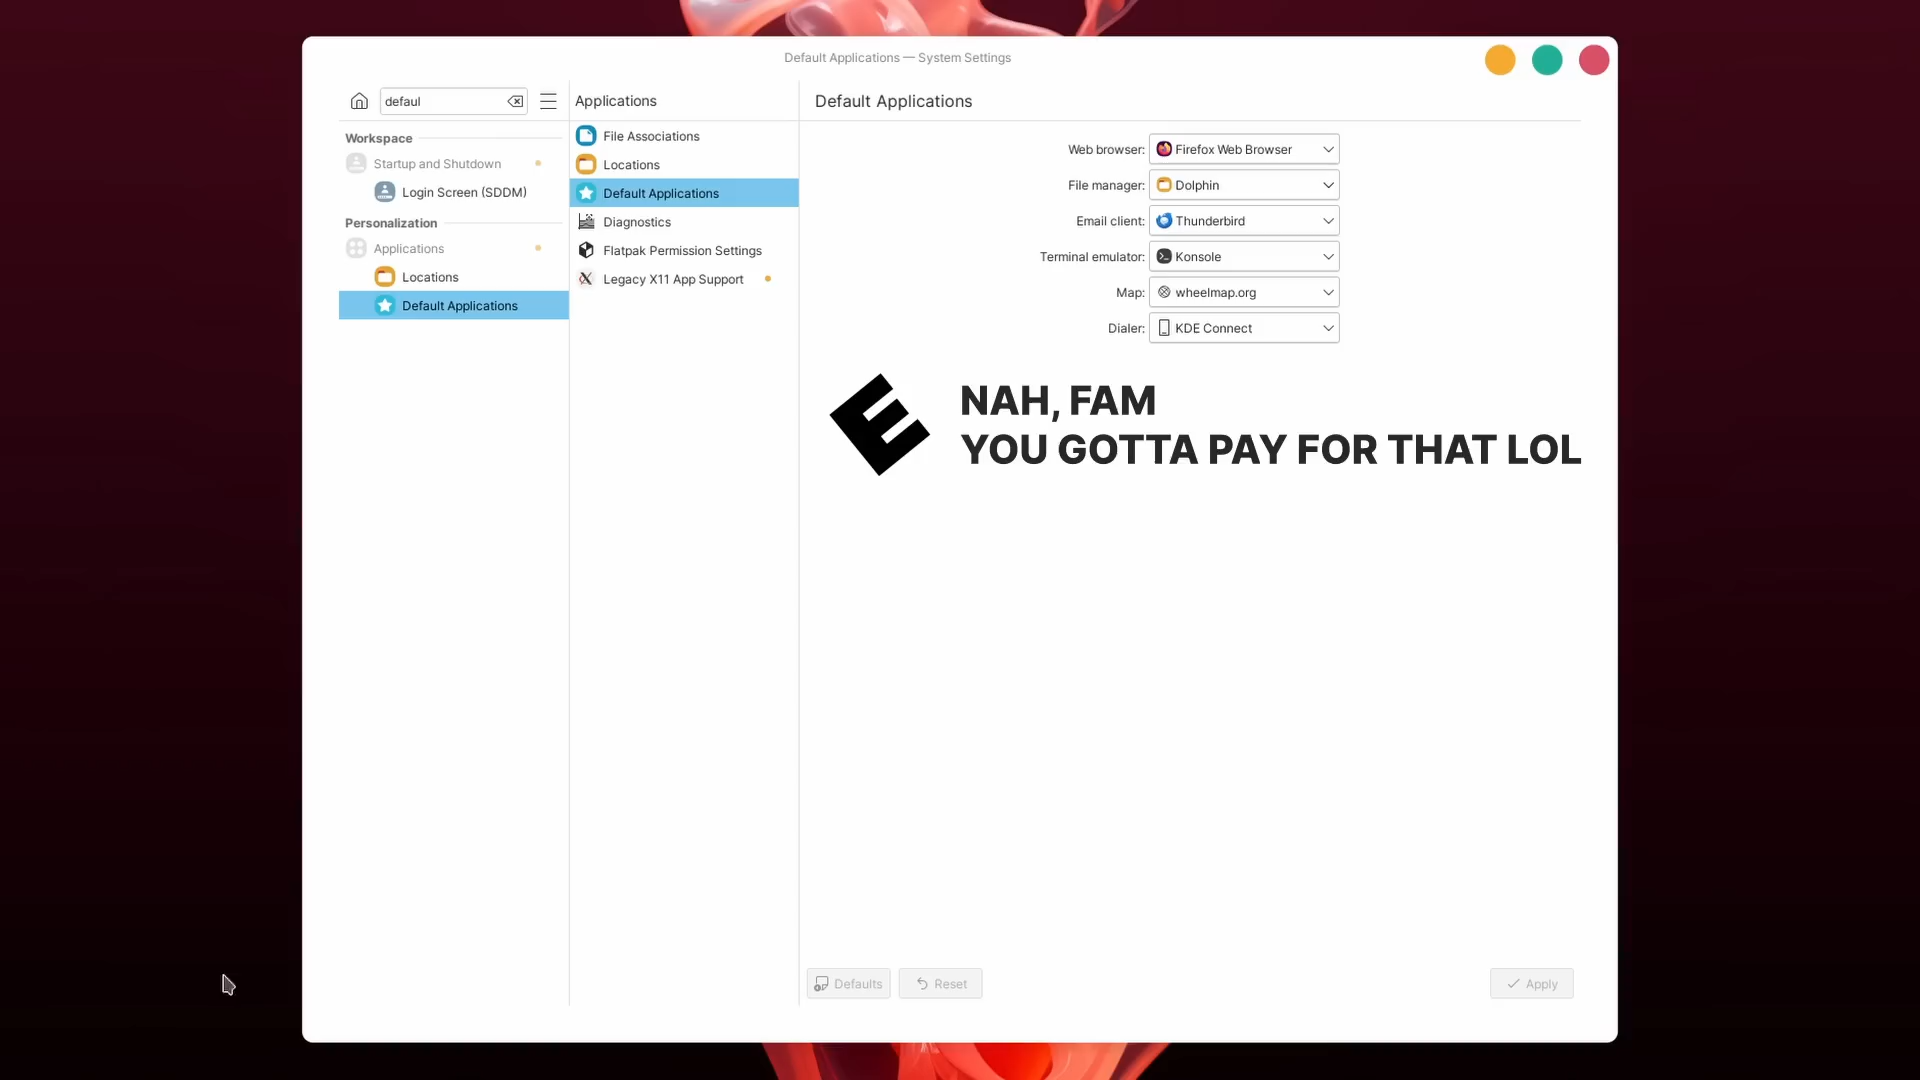 Default Applications — System Settings
defaul
Workspace
Startup and Shutdown
Login Screen (SDDM)
Personalization
Applications
Locations
Default Applications
Applications
File Associations
Locations
Default Applications
Diagnostics
Flatpak Permission Settings
Legacy X11 App Support
Default Applications
Web browser: Firefox Web Browser
File manager: Dolphin
Email client: Thunderbird
Terminal emulator: Konsole
Map: wheelmap.org
Dialer: KDE Connect
NAH, FAM
YOU GOTTA PAY FOR THAT LOL
Defaults
Reset
Apply